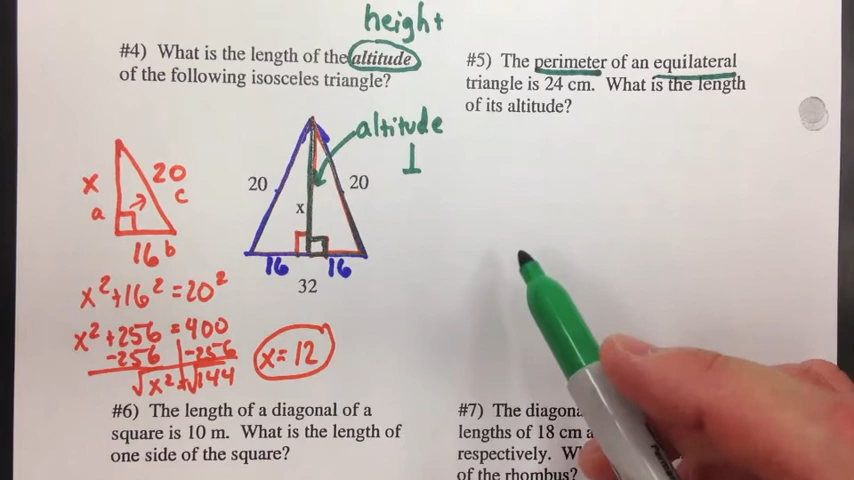 height
#4) What is the length of the altitude
of the following isosceles triangle?
altitude
⊥
20
20
x
16
16
32
x
20
a
c
16
b
x²+16²=20²
x²+256=400
-256 -256
√x²=√144
x=12
#5) The perimeter of an equilateral
triangle is 24 cm. What is the length
of its altitude?
#6) The length of a diagonal of a
square is 10 m. What is the length of
one side of the square?
#7) The
lengths of 18 cm
respectively.
of the rhombus?